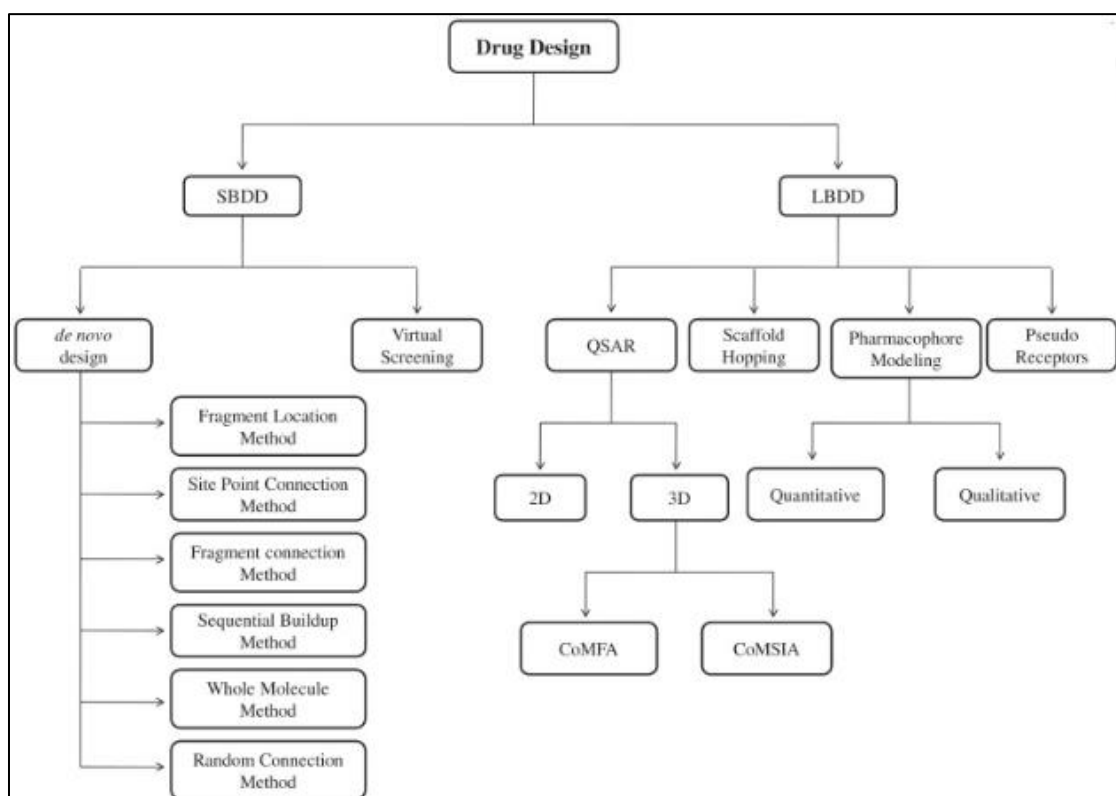 Drug Design
SBDD
LBDD
de novo
design
Virtual
Screening
QSAR
Scaffold
Hopping
Pharmacophore
Modeling
Pseudo
Receptors
Fragment Location
Method
Site Point Connection
Method
Fragment connection
Method
Sequential Buildup
Method
Whole Molecule
Method
Random Connection
Method
2D
3D
Quantitative
Qualitative
CoMFA
CoMSIA